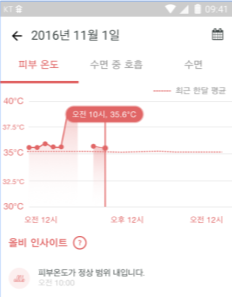 KT 09:41
2016년 11월 1일
피부 온도 수면 중 호흡 수면
최근 한달 평균
40°C
오전 10시, 35.6°C
37.5°C
35°C
32.5°C
30°C
오전 12시 오후 12시 오전 12시
올비 인사이트 ?
피부온도가 정상 범위 내입니다.
오전 10:00